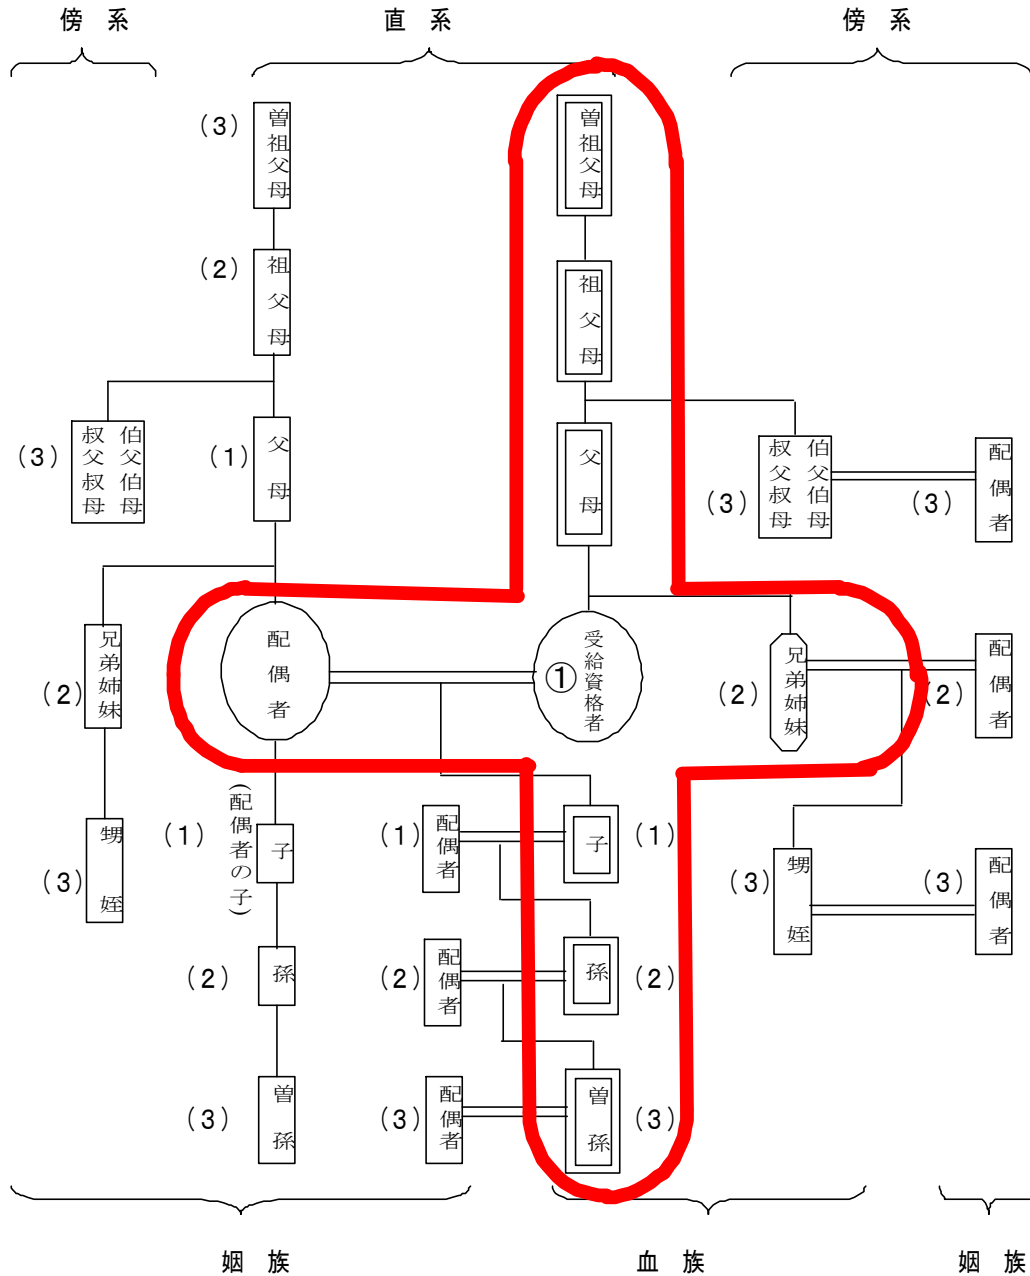 傍 系
直 系
傍 系
(3)
曽祖父母
曽祖父母
(2)
祖父母
祖父母
(3)
伯父伯母
叔父叔母
(1)
父母
父母
(3)
伯父伯母
叔父叔母
(3)
配偶者
(2)
兄弟姉妹
配偶者
①
受給資格者
(2)
兄弟姉妹
(2)
配偶者
(3)
甥姪
(1)
(配偶者の子)
子
(1)
配偶者
子
(1)
(3)
甥姪
(3)
配偶者
(2)
孫
(2)
配偶者
孫
(2)
(3)
曽孫
(3)
配偶者
曽孫
(3)
姻 族
血 族
姻 族